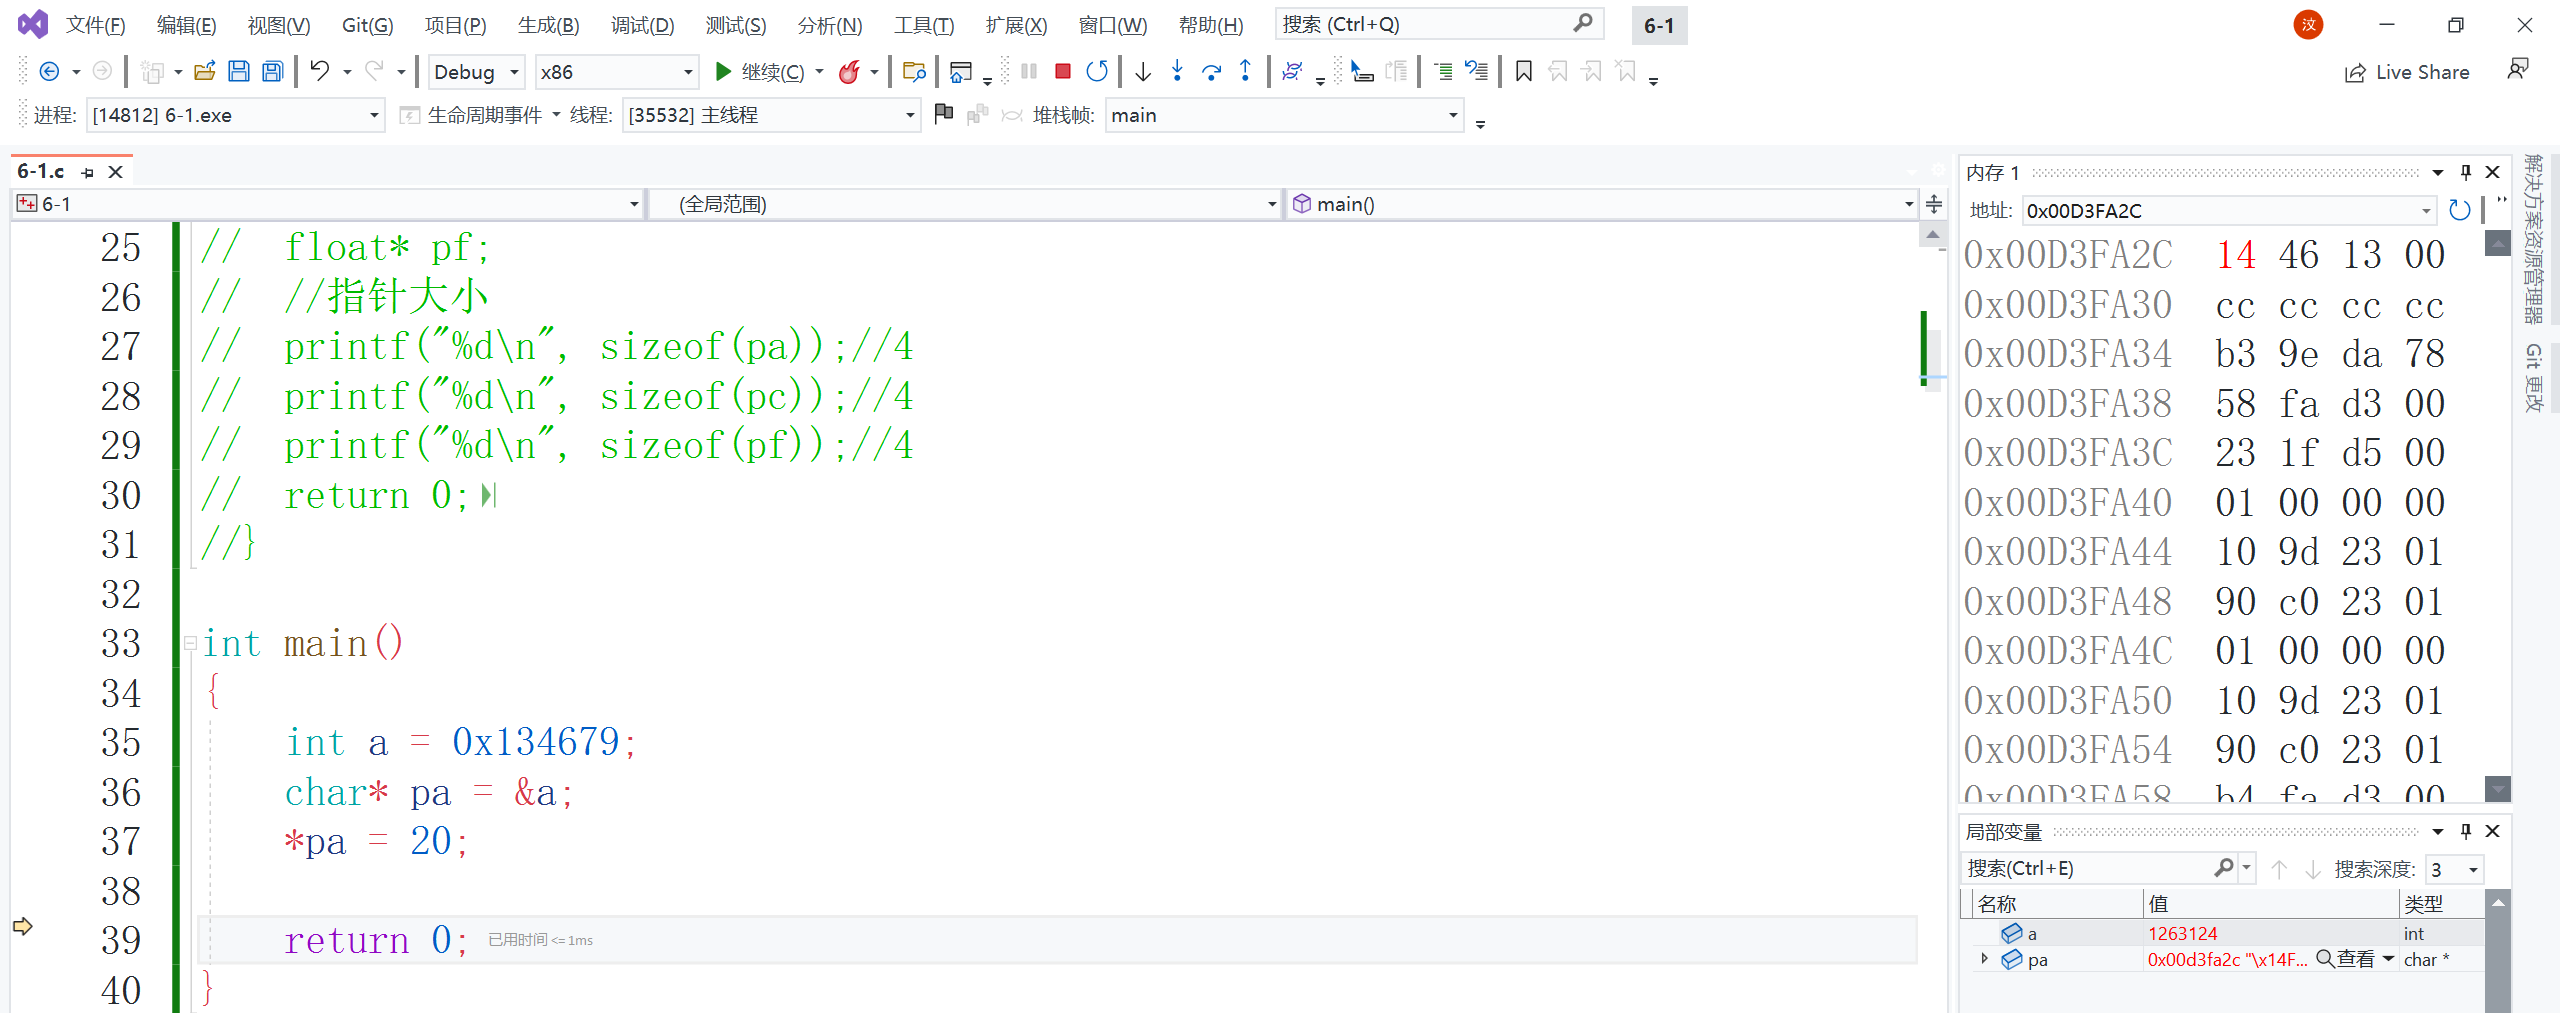 文件(F) 编辑(E) 视图(V) Git(G) 项目(P) 生成(B) 调试(D) 测试(S) 分析(N) 工具(T) 扩展(X) 窗口(W) 帮助(H) 搜索 (Ctrl+Q) 6-1 汶
Debug x86 继续(C) Live Share
进程: [14812] 6-1.exe 生命周期事件 线程: [35532] 主线程 堆栈帧: main
6-1.c
6-1 (全局范围) main()
25 // float* pf;
26 // //指针大小
27 // printf("%d\n", sizeof(pa));//4
28 // printf("%d\n", sizeof(pc));//4
29 // printf("%d\n", sizeof(pf));//4
30 // return 0;
31 //}
32
33 int main()
34 {
35 int a = 0x134679;
36 char* pa = &a;
37 *pa = 20;
38
39 return 0; 已用时间 <= 1ms
40 }
内存 1
地址: 0x00D3FA2C
0x00D3FA2C 14 46 13 00
0x00D3FA30 cc cc cc cc
0x00D3FA34 b3 9e da 78
0x00D3FA38 58 fa d3 00
0x00D3FA3C 23 1f d5 00
0x00D3FA40 01 00 00 00
0x00D3FA44 10 9d 23 01
0x00D3FA48 90 c0 23 01
0x00D3FA4C 01 00 00 00
0x00D3FA50 10 9d 23 01
0x00D3FA54 90 c0 23 01
0x00D3FA58 b4 fa d3 00
局部变量
搜索(Ctrl+E) 搜索深度: 3
名称 值 类型
a 1263124 int
pa 0x00d3fa2c "\x14F... 查看 char *
解决方案资源管理器
Git 更改